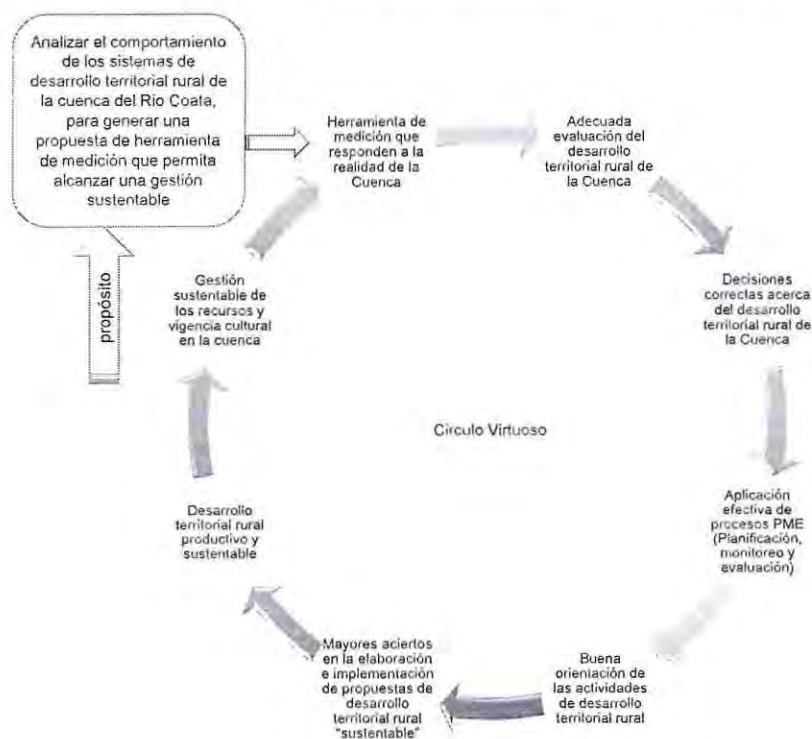 Analizar el comportamiento
de los sistemas de
desarrollo territorial rural de
la cuenca del Río Coata,
para generar una
propuesta de herramienta
de medición que permita
alcanzar una gestión
sustentable
propósito
Herramienta de
medición que
responden a la
realidad de la
Cuenca
Adecuada
evaluación del
desarrollo
territorial rural de
la Cuenca
Decisiones
correctas acerca
del desarrollo
territorial rural de
la Cuenca
Aplicación
efectiva de
procesos PME
(Planificación,
monitoreo y
evaluación)
Buena
orientación de
las actividades
de desarrollo
territorial rural
Mayores aciertos
en la elaboración
e implementación
de propuestas de
desarrollo
territorial rural
"sustentable"
Desarrollo
territorial rural
productivo y
sustentable
Gestión
sustentable de
los recursos y
vigencia cultural
en la cuenca
Círculo Virtuoso